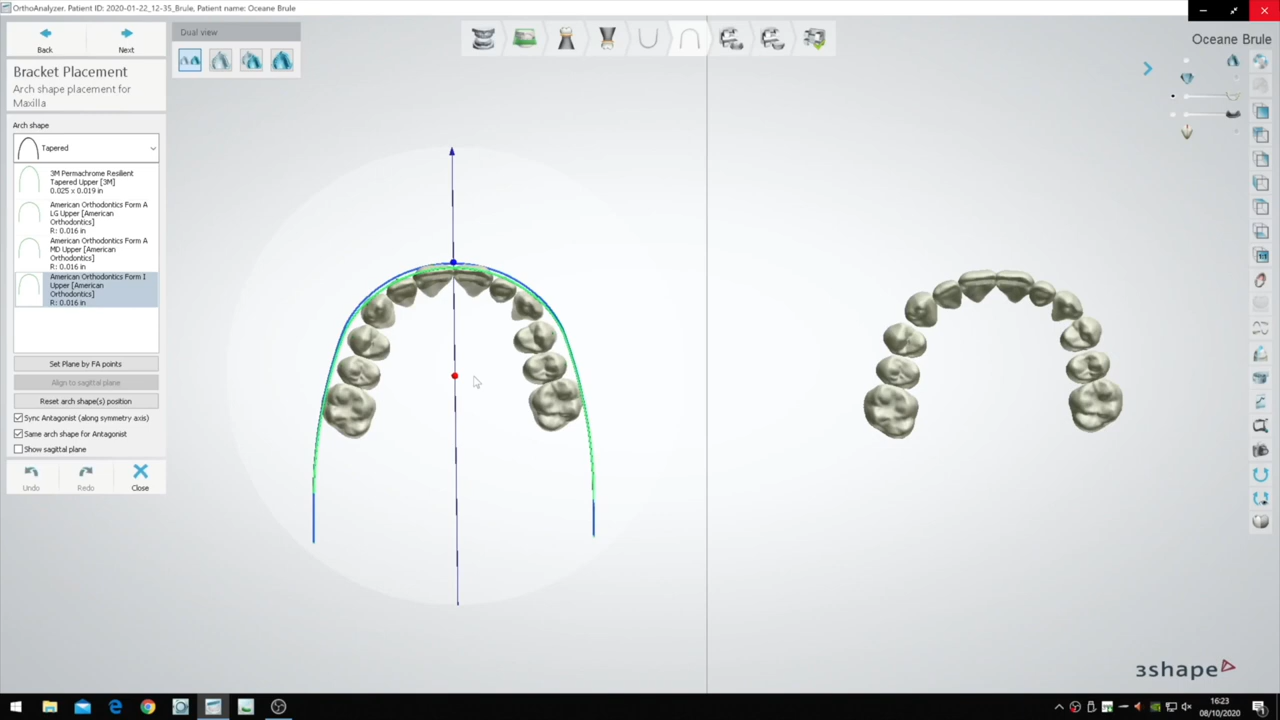 OrthoAnalyzer. Patient ID: 2020-01-22_12-35_Brule, Patient name: Oceane Brule
Back
Next
Dual view
Oceane Brule
Bracket Placement
Arch shape placement for
Maxilla
Arch shape
Tapered
3M Permachrome Resilient
Tapered Upper [3M]
0.025 x 0.019 in
American Orthodontics Form A
LG Upper [American
Orthodontics]
R: 0.016 in
American Orthodontics Form A
MD Upper [American
Orthodontics]
R: 0.016 in
American Orthodontics Form I
Upper [American
Orthodontics]
R: 0.016 in
Set Plane by FA points
Align to sagittal plane
Reset arch shape(s) position
Sync Antagonist (along symmetry axis)
Same arch shape for Antagonist
Show sagittal plane
Undo
Redo
Close
3shape
16:23
08/10/2020